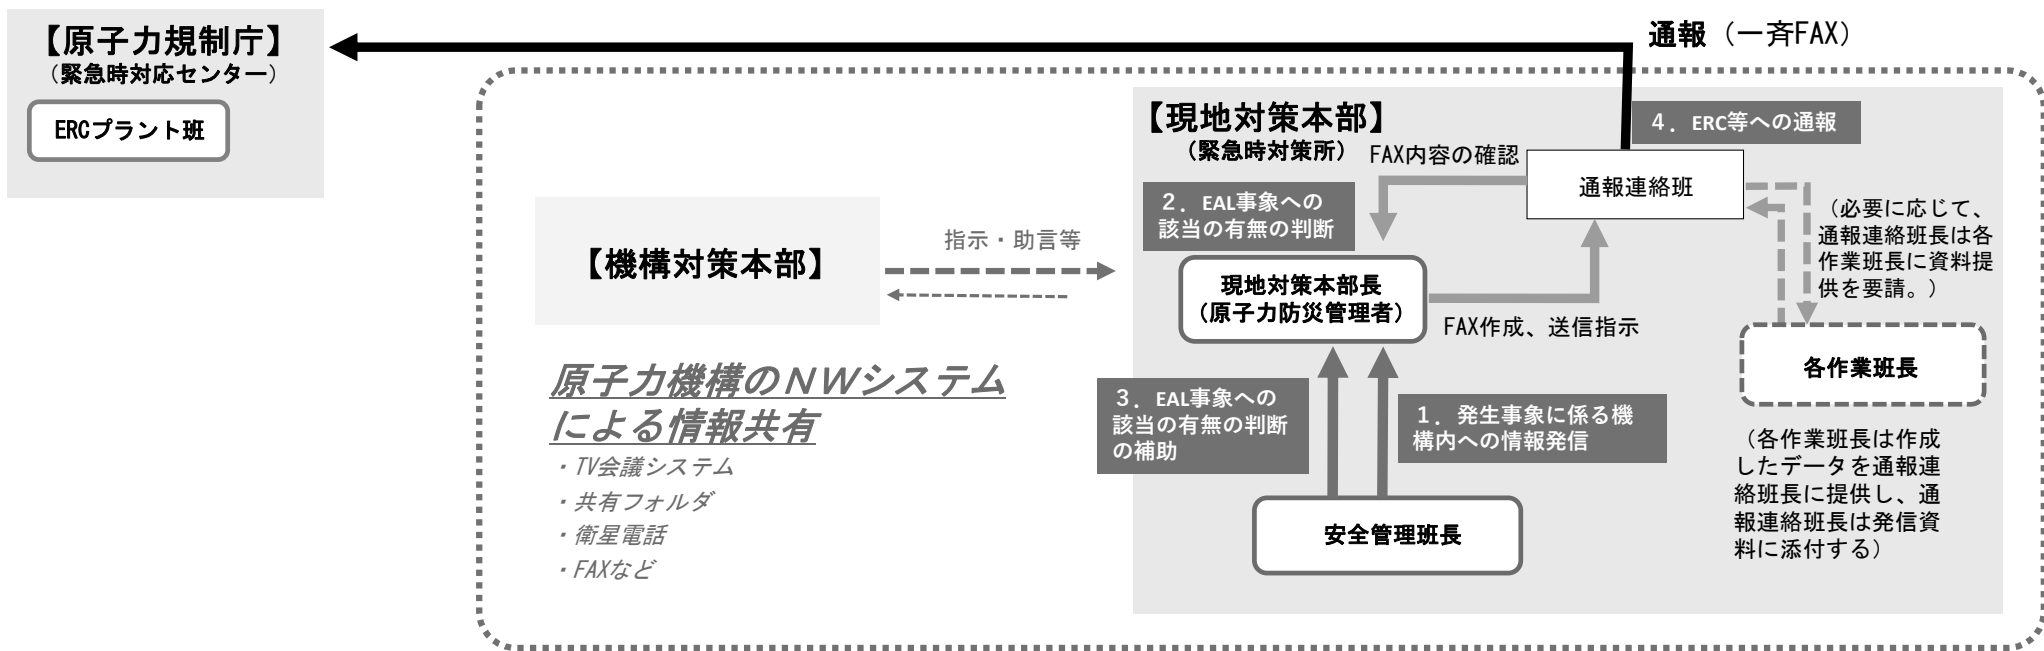 【原子力規制庁】
（緊急時対応センター）
ERCプラント班
通報（一斉FAX）
【現地対策本部】
（緊急時対策所）
４．ERC等への通報
FAX内容の確認
通報連絡班
２．EAL事象への
該当の有無の判断
（必要に応じて、
通報連絡班長は各
作業班長に資料提
供を要請。）
【機構対策本部】
指示・助言等
現地対策本部長
（原子力防災管理者）
FAX作成、送信指示
各作業班長
原子力機構のＮＷシステム
による情報共有
・TV会議システム
・共有フォルダ
・衛星電話
・FAXなど
３．EAL事象への
該当の有無の判断
の補助
１．発生事象に係る機
構内への情報発信
安全管理班長
（各作業班長は作成
したデータを通報連
絡班長に提供し、通
報連絡班長は発信資
料に添付する）